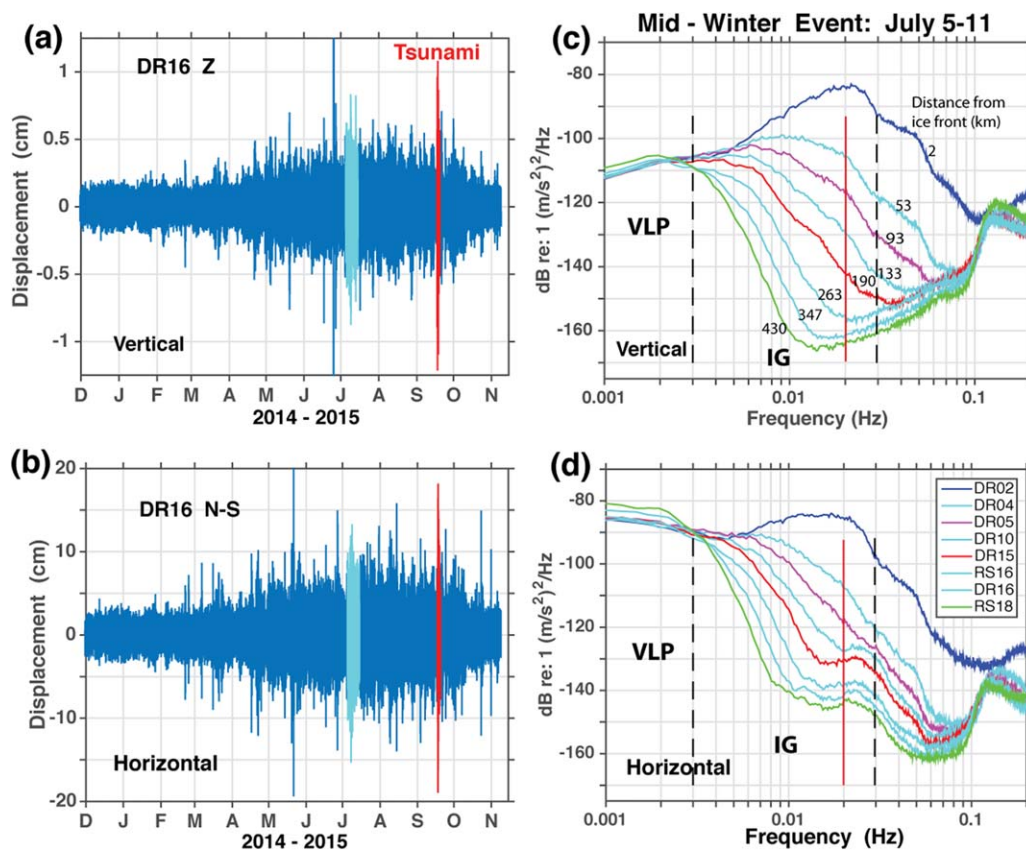 (a)
DR16 Z
Tsunami
Displacement (cm)
1
0.5
0
-0.5
-1
Vertical
D J F M A M J J A S O N
2014 - 2015
(b)
DR16 N-S
Displacement (cm)
20
10
0
-10
-20
Horizontal
D J F M A M J J A S O N
2014 - 2015
Mid - Winter Event: July 5-11
(c)
dB re: 1 (m/s²)²/Hz
-80
-100
-120
-140
-160
Distance from
ice front (km)
2
53
93
133
190
263
347
430
VLP
IG
Vertical
0.001 0.01 0.1
Frequency (Hz)
(d)
dB re: 1 (m/s²)²/Hz
-80
-100
-120
-140
-160
DR02
DR04
DR05
DR10
DR15
RS16
DR16
RS18
VLP
IG
Horizontal
0.001 0.01 0.1
Frequency (Hz)